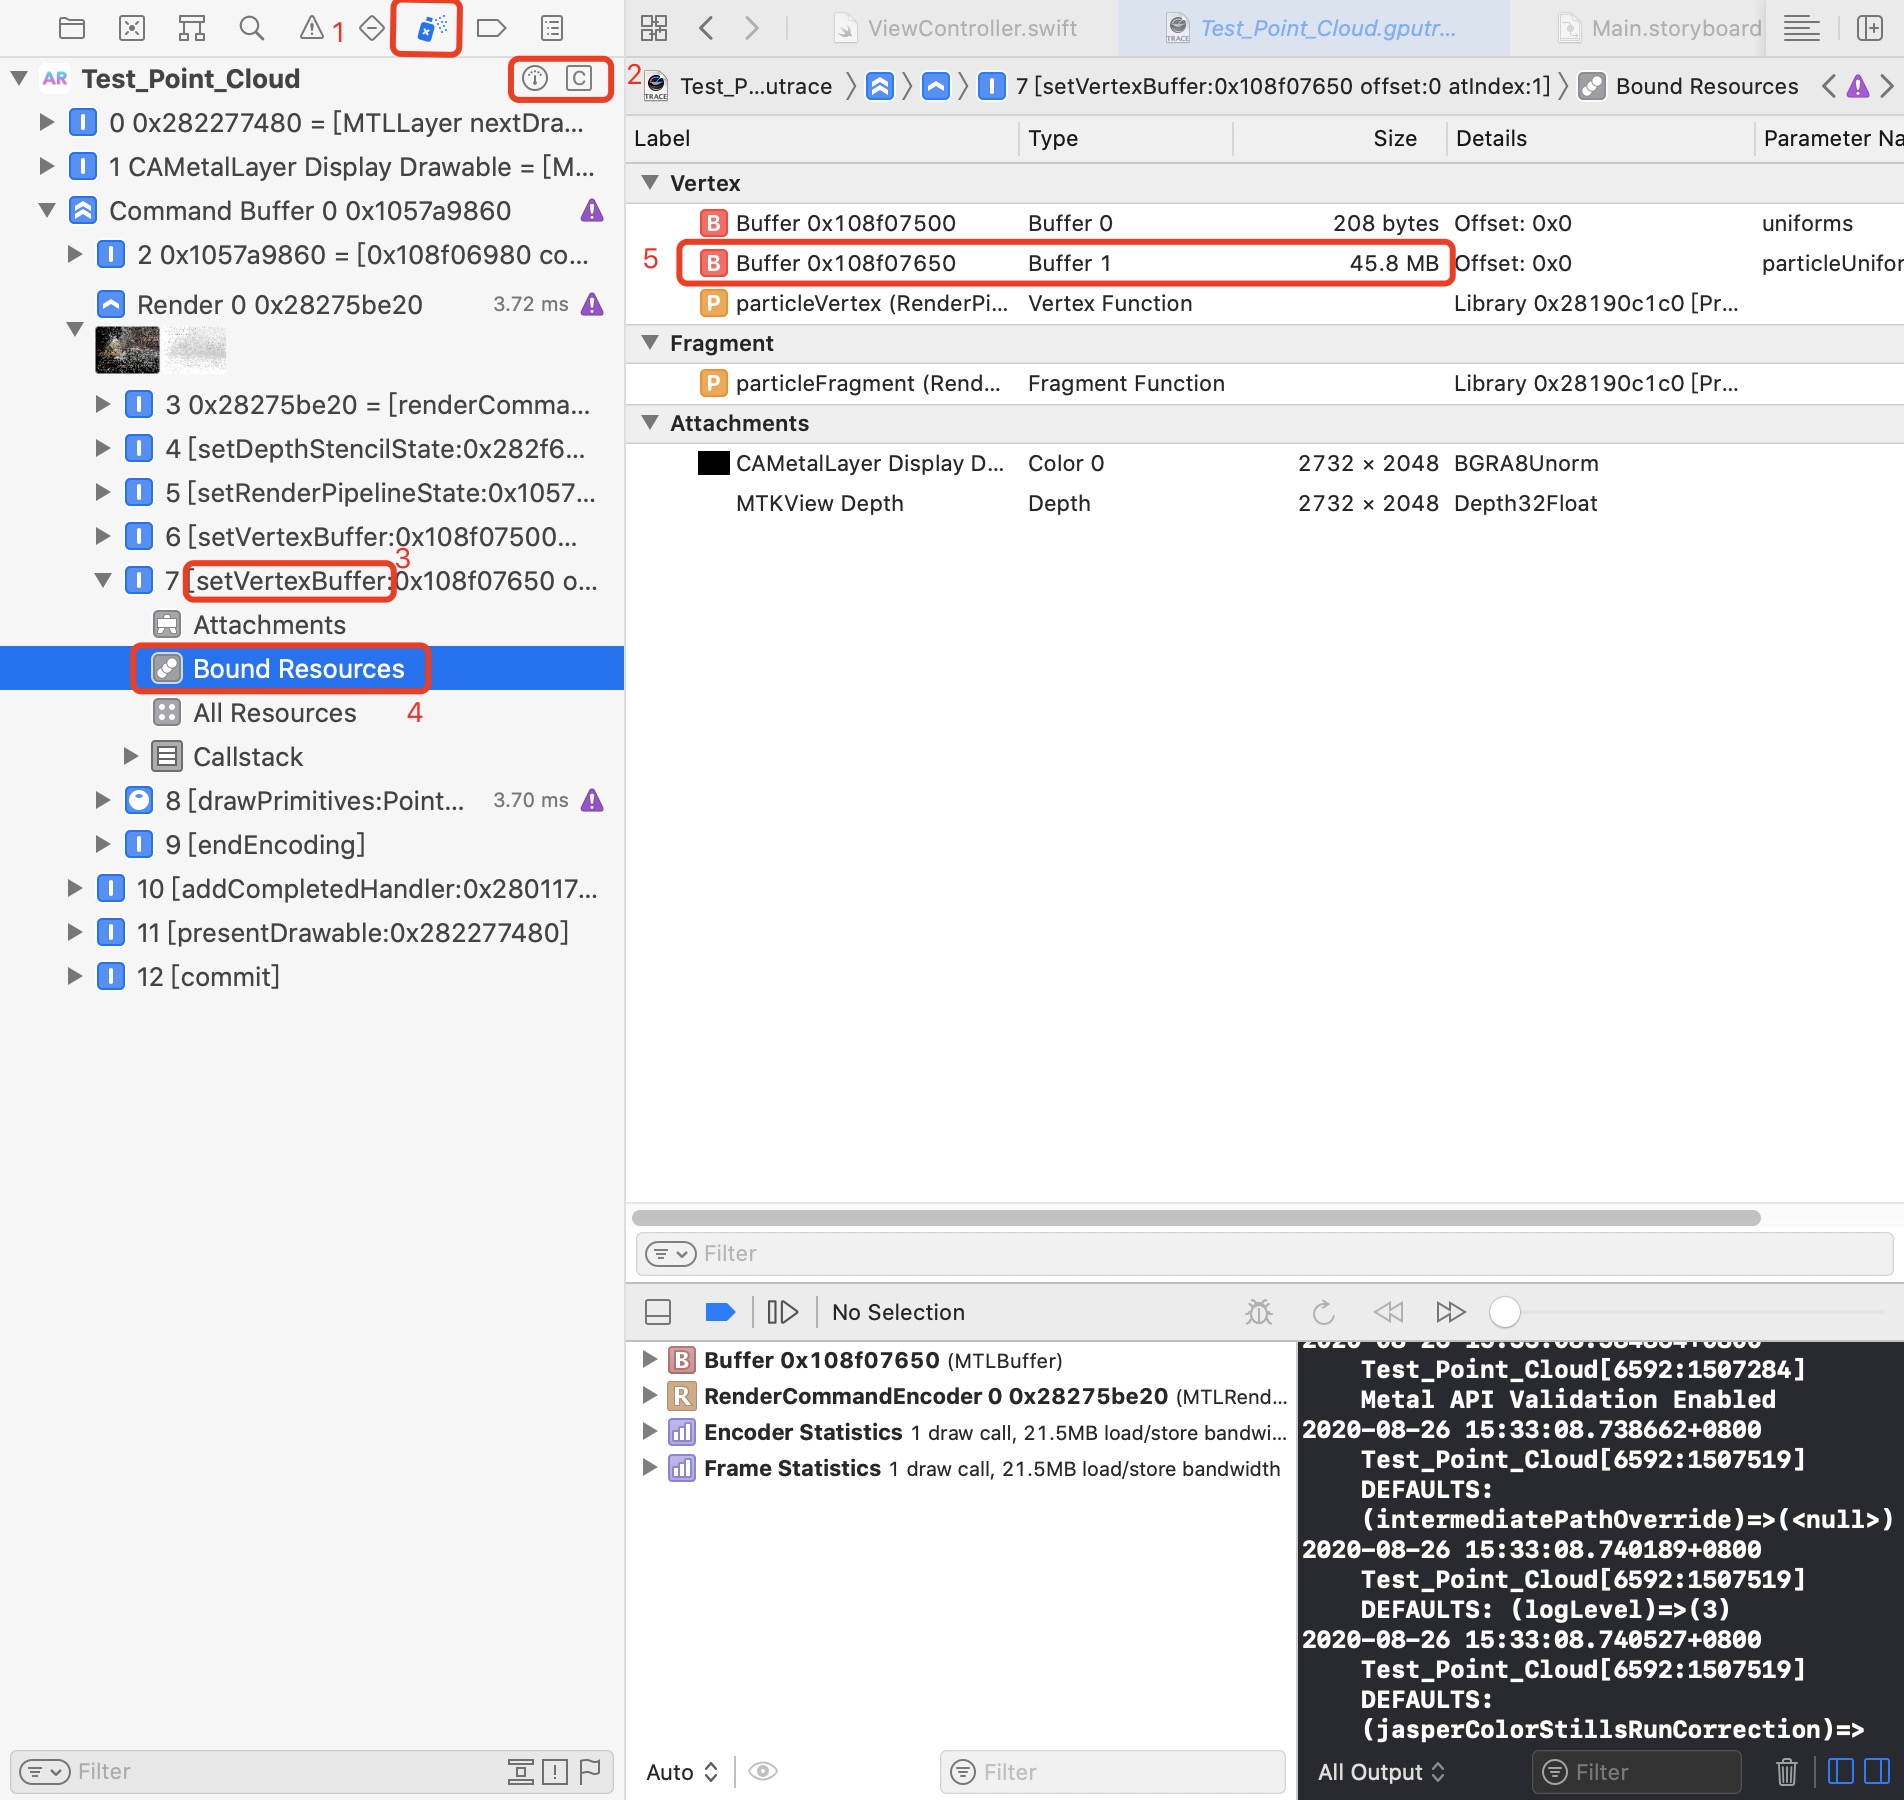 1
ViewController.swift
Test_Point_Cloud.gputr...
Main.storyboard
AR Test_Point_Cloud
C
2
TRACE
Test_P...utrace
7 [setVertexBuffer:0x108f07650 offset:0 atIndex:1]
Bound Resources
0 0x282277480 = [MTLLayer nextDra...
1 CAMetalLayer Display Drawable = [M...
Command Buffer 0 0x1057a9860
2 0x1057a9860 = [0x108f06980 co...
Render 0 0x28275be20 3.72 ms
3 0x28275be20 = [renderComma...
4 [setDepthStencilState:0x282f6...
5 [setRenderPipelineState:0x1057...
6 [setVertexBuffer:0x108f07500...
3
7 [setVertexBuffer:0x108f07650 o...
Attachments
Bound Resources
All Resources 4
Callstack
8 [drawPrimitives:Point... 3.70 ms
9 [endEncoding]
10 [addCompletedHandler:0x280117...
11 [presentDrawable:0x282277480]
12 [commit]
Filter
Label Type Size Details Parameter Na
Vertex
B Buffer 0x108f07500 Buffer 0 208 bytes Offset: 0x0 uniforms
5 B Buffer 0x108f07650 Buffer 1 45.8 MB Offset: 0x0 particleUnifor
P particleVertex (RenderPi... Vertex Function Library 0x28190c1c0 [Pr...
Fragment
P particleFragment (Rend... Fragment Function Library 0x28190c1c0 [Pr...
Attachments
CAMetalLayer Display D... Color 0 2732 × 2048 BGRA8Unorm
MTKView Depth Depth 2732 × 2048 Depth32Float
Filter
No Selection
B Buffer 0x108f07650 (MTLBuffer)
R RenderCommandEncoder 0 0x28275be20 (MTLRend...
Encoder Statistics 1 draw call, 21.5MB load/store bandwi...
Frame Statistics 1 draw call, 21.5MB load/store bandwidth
Auto
Filter
Test_Point_Cloud[6592:1507284]
Metal API Validation Enabled
2020-08-26 15:33:08.738662+0800
Test_Point_Cloud[6592:1507519]
DEFAULTS:
(intermediatePathOverride)=>(<null>)
2020-08-26 15:33:08.740189+0800
Test_Point_Cloud[6592:1507519]
DEFAULTS: (logLevel)=>(3)
2020-08-26 15:33:08.740527+0800
Test_Point_Cloud[6592:1507519]
DEFAULTS:
(jasperColorStillsRunCorrection)=>
All Output
Filter